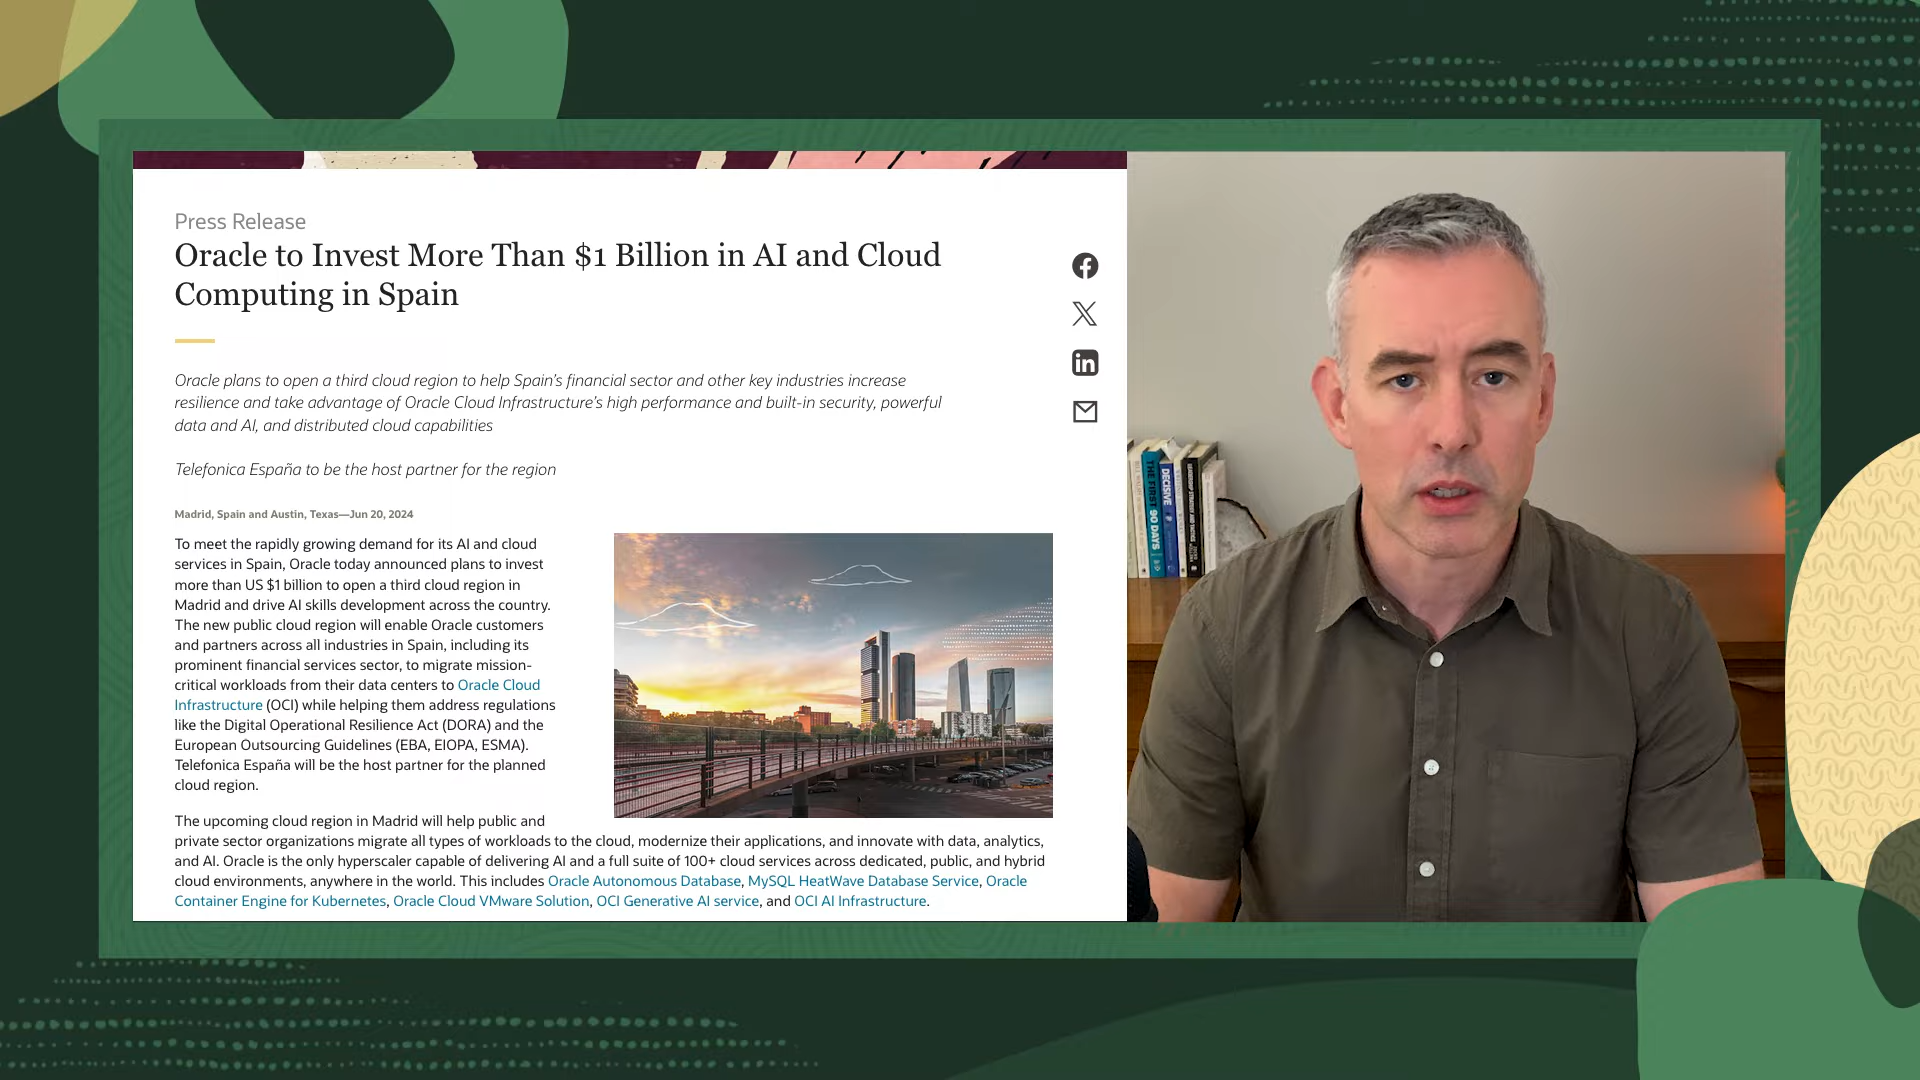 Press Release
Oracle to Invest More Than $1 Billion in AI and Cloud
Computing in Spain
Oracle plans to open a third cloud region to help Spain's financial sector and other key industries increase
resilience and take advantage of Oracle Cloud Infrastructure's high performance and built-in security, powerful
data and AI, and distributed cloud capabilities
Telefonica España to be the host partner for the region
Madrid, Spain and Austin, Texas—Jun 20, 2024
To meet the rapidly growing demand for its AI and cloud
services in Spain, Oracle today announced plans to invest
more than US $1 billion to open a third cloud region in
Madrid and drive AI skills development across the country.
The new public cloud region will enable Oracle customers
and partners across all industries in Spain, including its
prominent financial services sector, to migrate mission-
critical workloads from their data centers to Oracle Cloud
Infrastructure (OCI) while helping them address regulations
like the Digital Operational Resilience Act (DORA) and the
European Outsourcing Guidelines (EBA, EIOPA, ESMA).
Telefonica España will be the host partner for the planned
cloud region.
The upcoming cloud region in Madrid will help public and
private sector organizations migrate all types of workloads to the cloud, modernize their applications, and innovate with data, analytics,
and AI. Oracle is the only hyperscaler capable of delivering AI and a full suite of 100+ cloud services across dedicated, public, and hybrid
cloud environments, anywhere in the world. This includes Oracle Autonomous Database, MySQL HeatWave Database Service, Oracle
Container Engine for Kubernetes, Oracle Cloud VMware Solution, OCI Generative AI service, and OCI AI Infrastructure.
THE FIRST 90 DAYS
DECISIVE
LEADERSHIP STRATEGY AND TACTICS